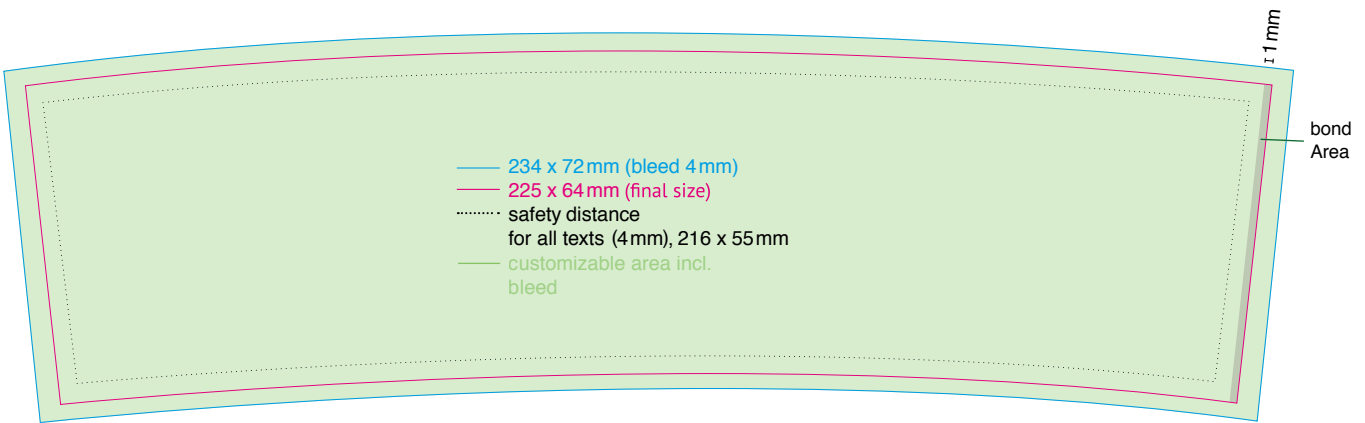 1 mm
bond
Area
234 x 72 mm (bleed 4 mm)
225 x 64 mm (final size)
safety distance
for all texts (4 mm), 216 x 55 mm
customizable area incl.
bleed